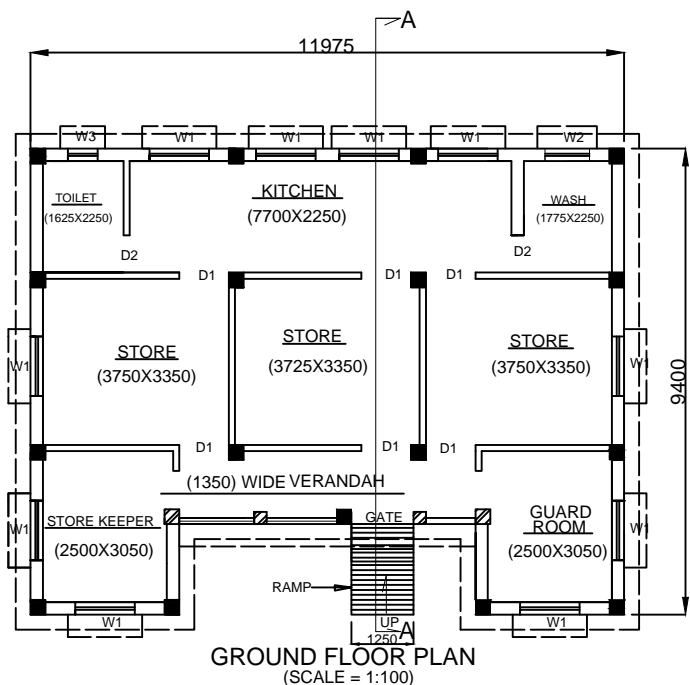 A
11975
W3 W1 W1 W1 W1 W2
TOILET
(1625X2250)
KITCHEN
(7700X2250)
WASH
(1775X2250)
D2 D2
D1 D1 D1
STORE
(3750X3350)
STORE
(3725X3350)
STORE
(3750X3350)
W1 W1
9400
D1 D1 D1
(1350) WIDE VERANDAH
STORE KEEPER
(2500X3050)
GATE
GUARD
ROOM
(2500X3050)
W1 W1
RAMP
UP
W1 W1
1250
A
GROUND FLOOR PLAN
(SCALE = 1:100)